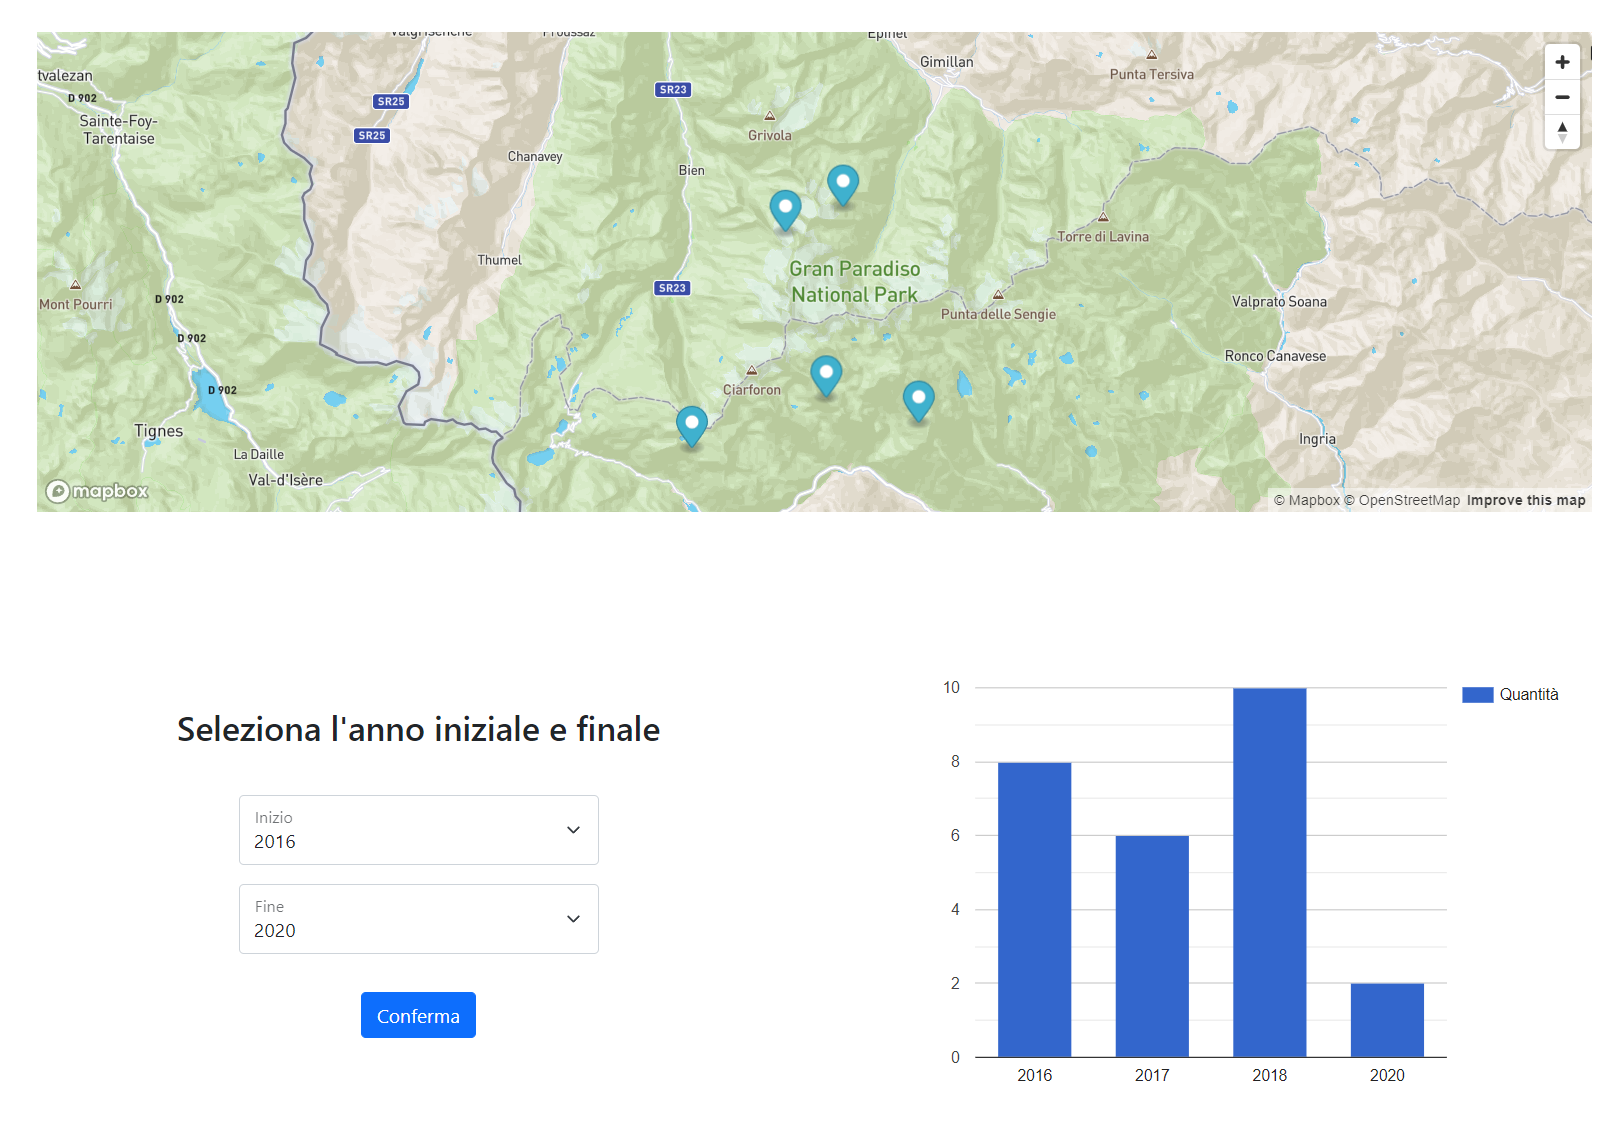 Valgrisenche
Proussaz
Epinel
Gimillan
Punta Tersiva
tvalezan
D 902
SR23
SR25
Sainte-Foy-
Tarentaise
SR25
Grivola
Chanavey
Bien
Torre di Lavina
Thumel
Gran Paradiso
National Park
SR23
Mont Pourri
D 902
Valprato Soana
Punta delle Sengie
D 902
Ronco Canavese
Ciarforon
D 902
Tignes
Ingria
La Daille
Val-d'Isère
mapbox
© Mapbox © OpenStreetMap Improve this map
Seleziona l'anno iniziale e finale
Inizio
2016
Fine
2020
Conferma
10
8
6
4
2
0
2016 2017 2018 2020
Quantità